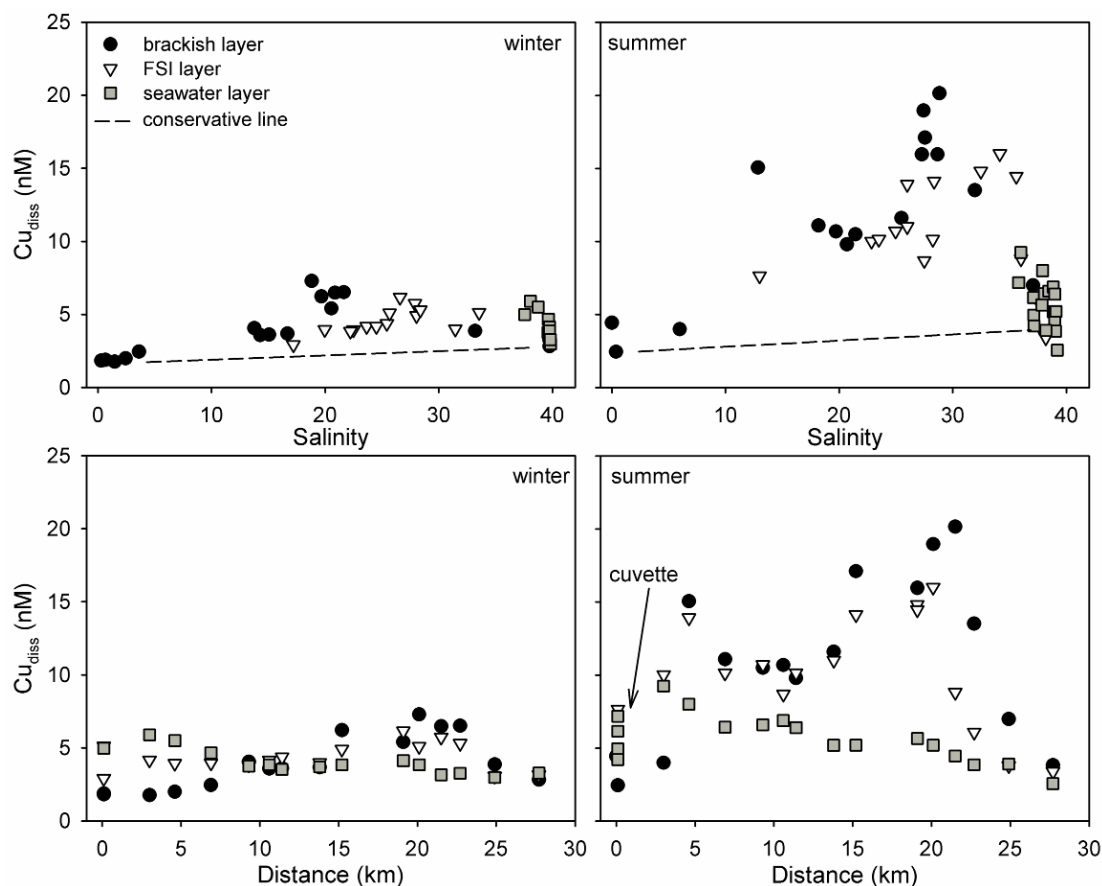 25
20
15
10
5
0
Cu_diss (nM)
brackish layer
FSI layer
seawater layer
conservative line
winter
summer
0 10 20 30 40
0 10 20 30 40
Salinity
Salinity
25
20
15
10
5
0
Cu_diss (nM)
winter
summer
cuvette
0 5 10 15 20 25 30
0 5 10 15 20 25 30
Distance (km)
Distance (km)